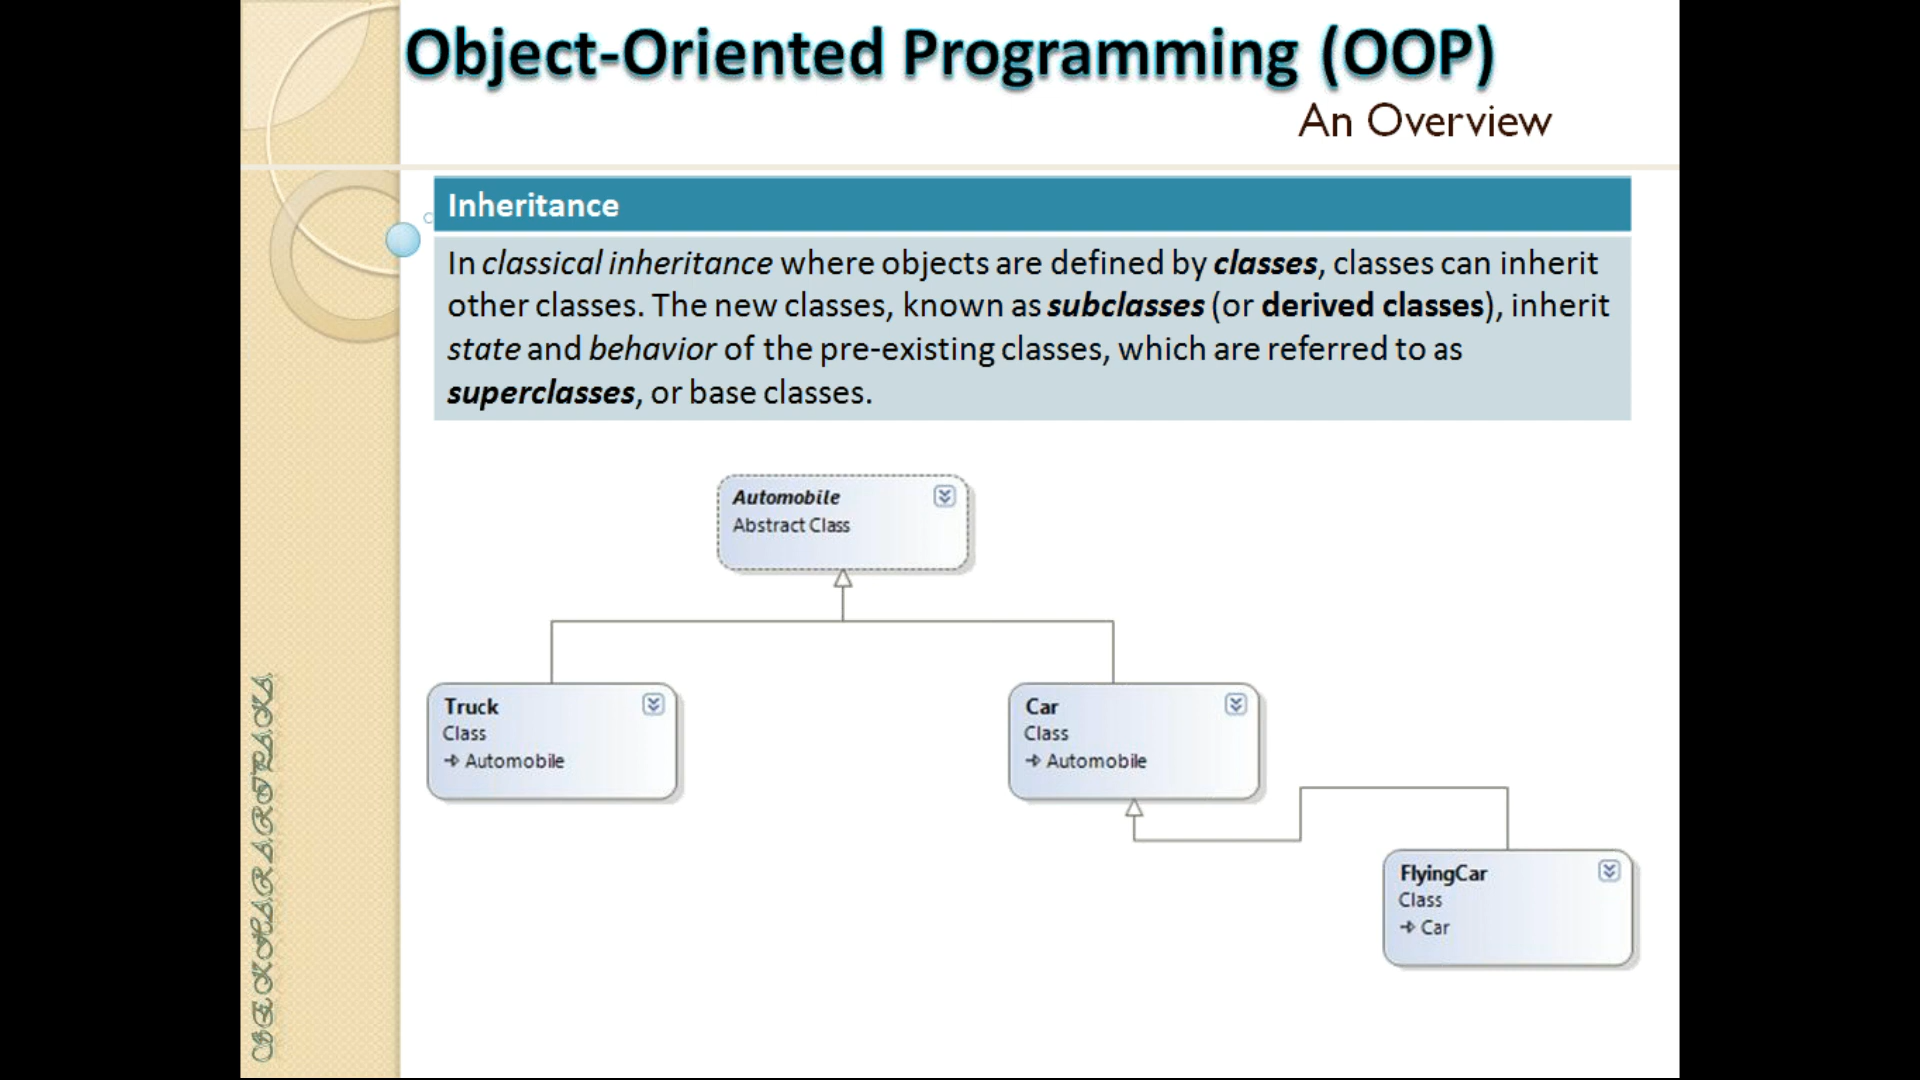 Object-Oriented Programming (OOP)
An Overview
Inheritance
In classical inheritance where objects are defined by classes, classes can inherit
other classes. The new classes, known as subclasses (or derived classes), inherit
state and behavior of the pre-existing classes, which are referred to as
superclasses, or base classes.
Automobile
Abstract Class
Truck
Class
Automobile
Car
Class
Automobile
FlyingCar
Class
Car